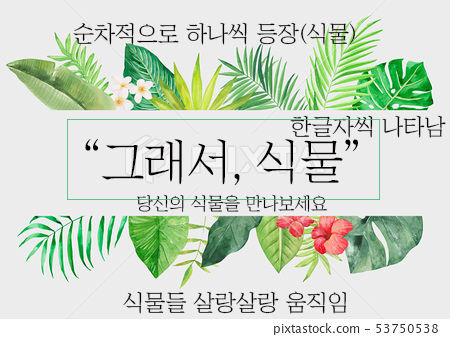 순차적으로 하나씩 등장(식물)
한글자씩 나타남
“그래서, 식물”
당신의 식물을 만나보세요
식물들 살랑살랑 움직임
53750538